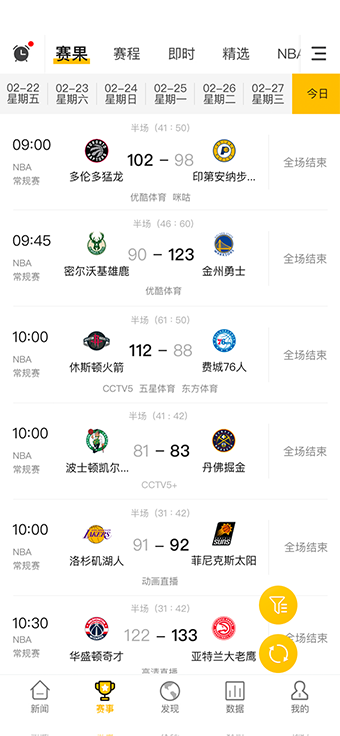 赛果 赛程 即时 精选 NBA
02-22 02-23 02-24 02-25 02-26 02-27 今日
星期五 星期六 星期日 星期一 星期二 星期三
半场（41 : 50）
09:00
NBA
常规赛
多伦多猛龙 102 - 98 印第安纳步...
全场结束
优酷体育 咪咕
半场（46 : 60）
09:45
NBA
常规赛
密尔沃基雄鹿 90 - 123 金州勇士
全场结束
优酷体育
半场（61 : 50）
10:00
NBA
常规赛
休斯顿火箭 112 - 88 费城76人
全场结束
CCTV5 五星体育 东方体育
半场（41 : 42）
10:00
NBA
常规赛
波士顿凯尔... 81 - 83 丹佛掘金
全场结束
CCTV5+
半场（31 : 42）
10:00
NBA
常规赛
洛杉矶湖人 91 - 92 菲尼克斯太阳
全场结束
动画直播
半场（31 : 42）
10:30
NBA
常规赛
华盛顿奇才 122 - 133 亚特兰大老鹰
全场结束
高清直播
新闻 赛事 发现 数据 我的